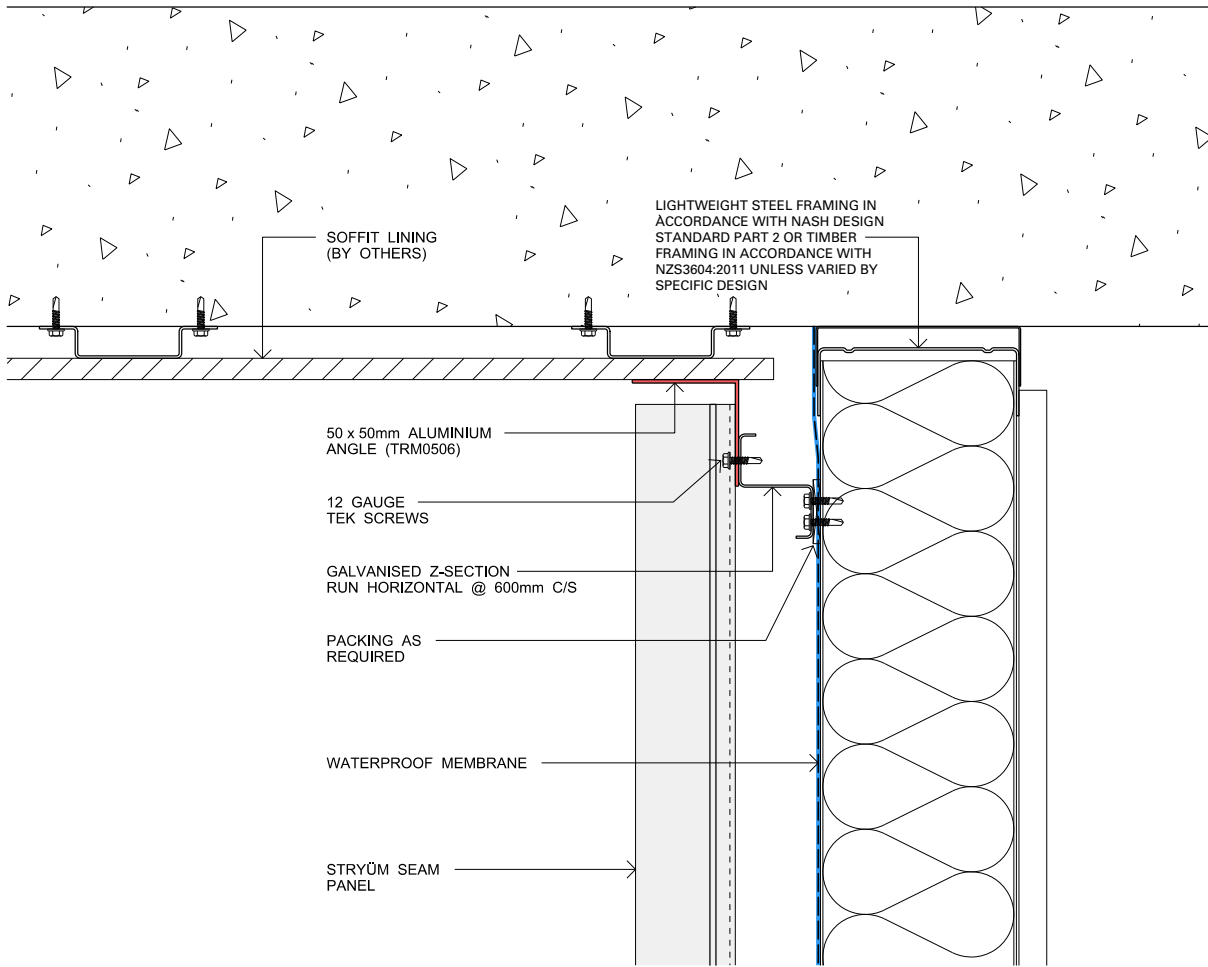 LIGHTWEIGHT STEEL FRAMING IN
ACCORDANCE WITH NASH DESIGN
STANDARD PART 2 OR TIMBER
FRAMING IN ACCORDANCE WITH
NZS3604:2011 UNLESS VARIED BY
SPECIFIC DESIGN
SOFFIT LINING
(BY OTHERS)
50 x 50mm ALUMINIUM
ANGLE (TRM0506)
12 GAUGE
TEK SCREWS
GALVANISED Z-SECTION
RUN HORIZONTAL @ 600mm C/S
PACKING AS
REQUIRED
WATERPROOF MEMBRANE
STRYÜM SEAM
PANEL